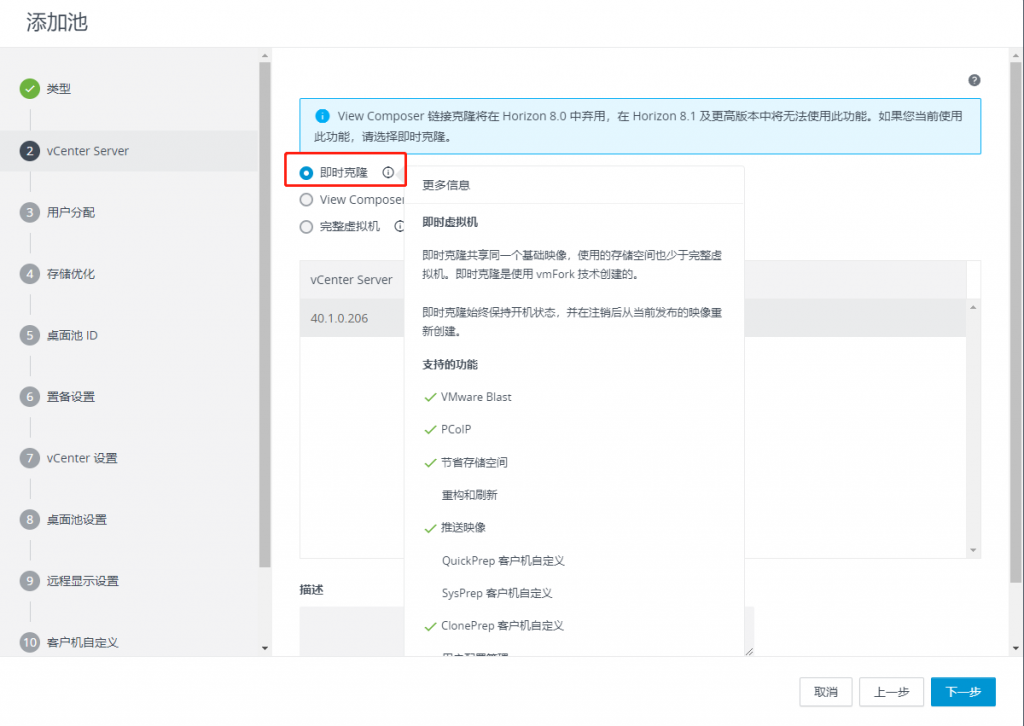 添加池
类型
2 vCenter Server
3 用户分配
4 存储优化
5 桌面池 ID
6 置备设置
7 vCenter 设置
8 桌面池设置
9 远程显示设置
10 客户机自定义
View Composer 链接克隆将在 Horizon 8.0 中弃用，在 Horizon 8.1 及更高版本中将无法使用此功能。如果您当前使用
此功能，请选择即时克隆。
即时克隆
View Composer
完整虚拟机
vCenter Server
40.1.0.206
描述
更多信息
即时虚拟机
即时克隆共享同一个基础映像，使用的存储空间也少于完整虚
拟机。即时克隆是使用 vmFork 技术创建的。
即时克隆始终保持开机状态，并在注销后从当前发布的映像重
新创建。
支持的功能
VMware Blast
PCoIP
节省存储空间
重构和刷新
推送映像
QuickPrep 客户机自定义
SysPrep 客户机自定义
ClonePrep 客户机自定义
取消
上一步
下一步